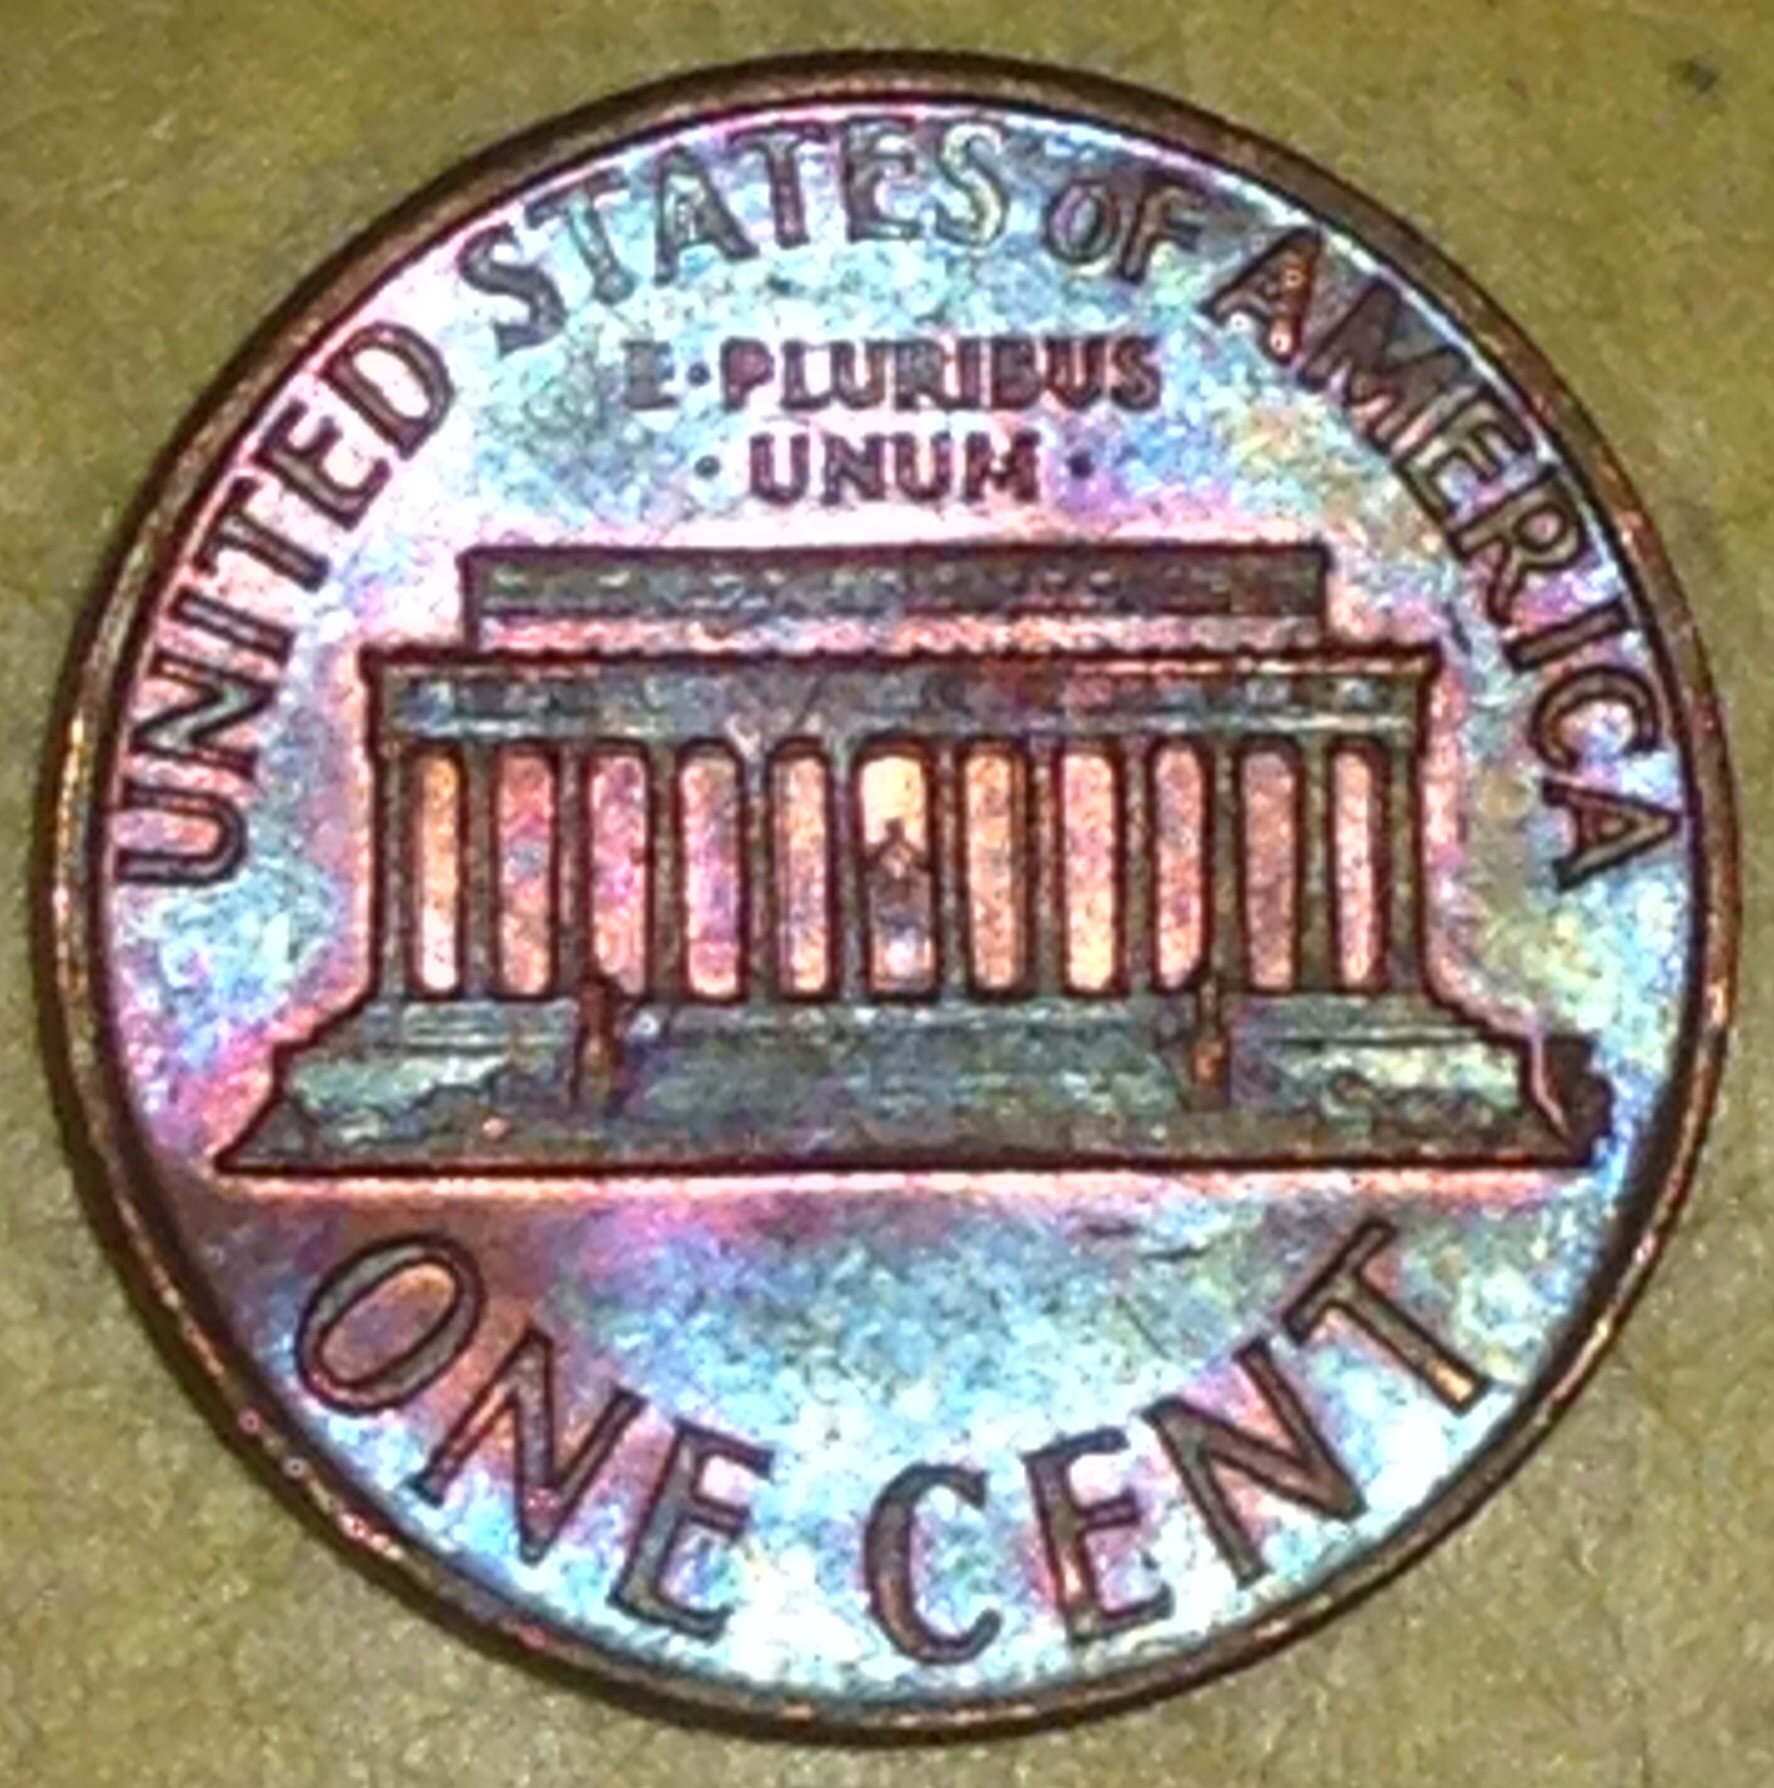 UNITED STATES OF AMERICA
E·PLURIBUS
·UNUM·
ONE CENT